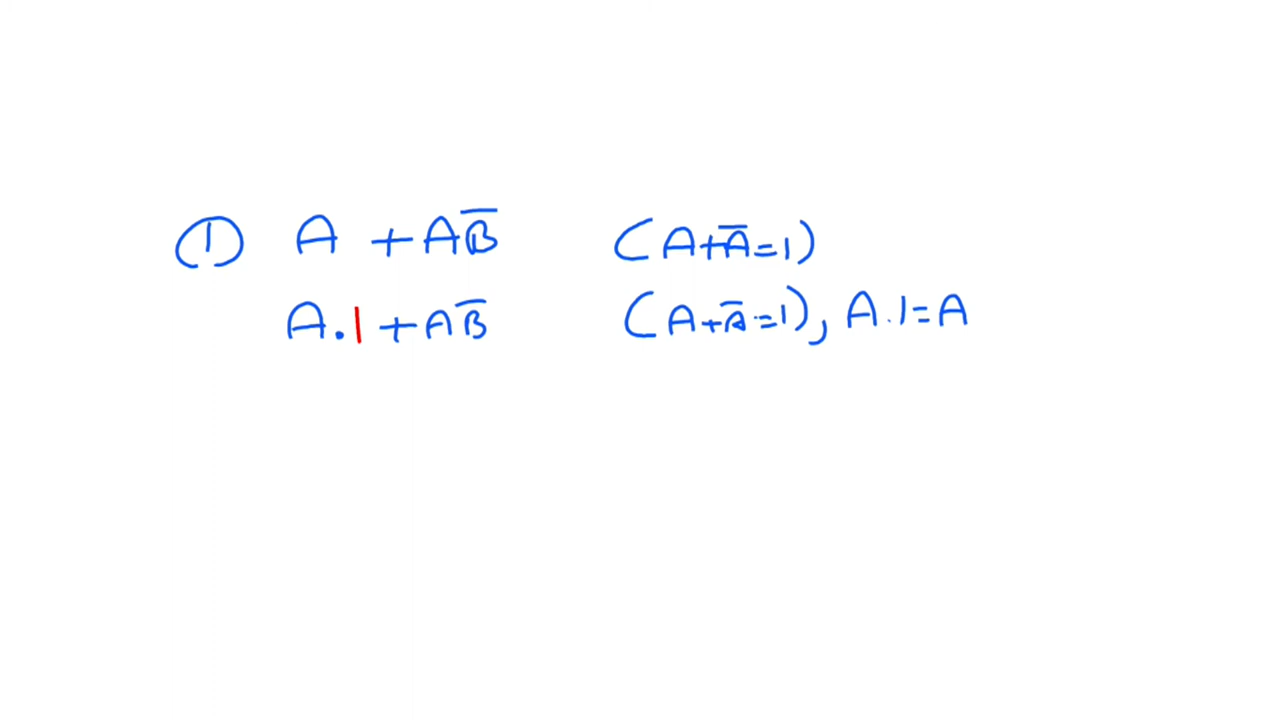 ① A + AB̅ (A+A̅=1)
A.1 + AB̅ (A+A̅=1), A.1=A